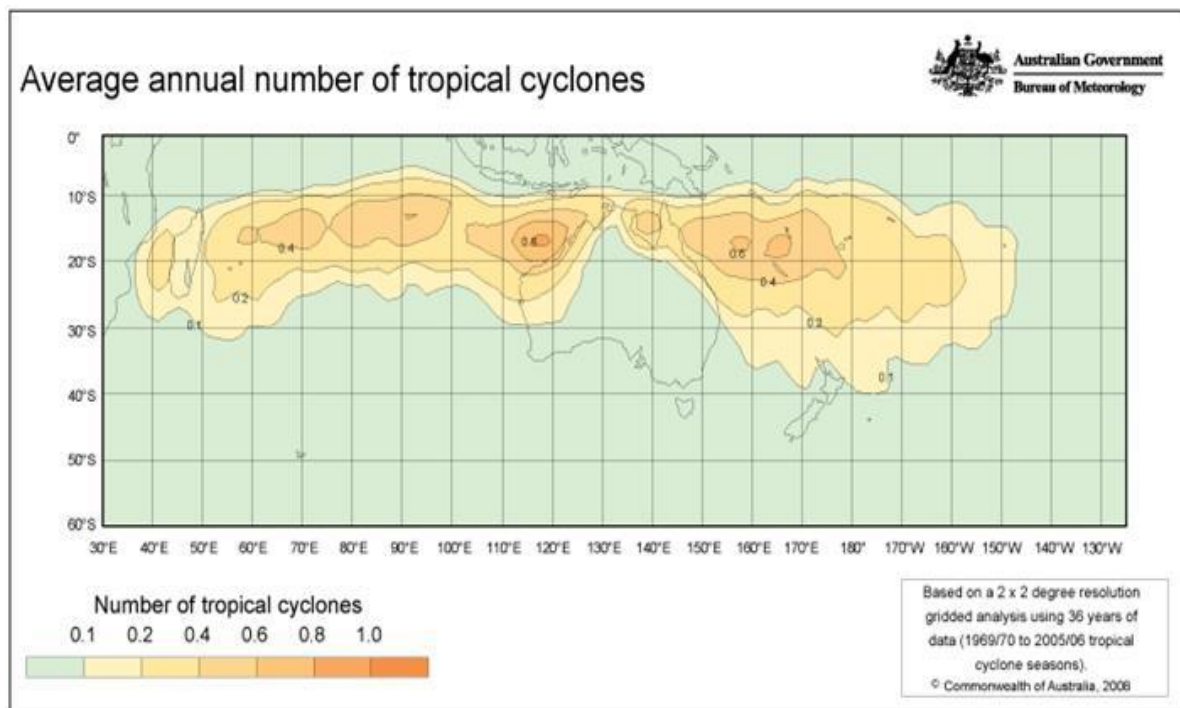 Average annual number of tropical cyclones
Australian Government
Bureau of Meteorology
0°
10°S
20°S
30°S
40°S
50°S
60°S
0.4
0.2
0.1
0.8
0.6
0.4
0.2
0.1
30°E 40°E 50°E 60°E 70°E 80°E 90°E 100°E 110°E 120°E 130°E 140°E 150°E 160°E 170°E 180° 170°W 160°W 150°W 140°W 130°W
Number of tropical cyclones
0.1 0.2 0.4 0.6 0.8 1.0
Based on a 2 x 2 degree resolution
gridded analysis using 36 years of
data (1969/70 to 2005/06 tropical
cyclone seasons).
© Commonwealth of Australia, 2008